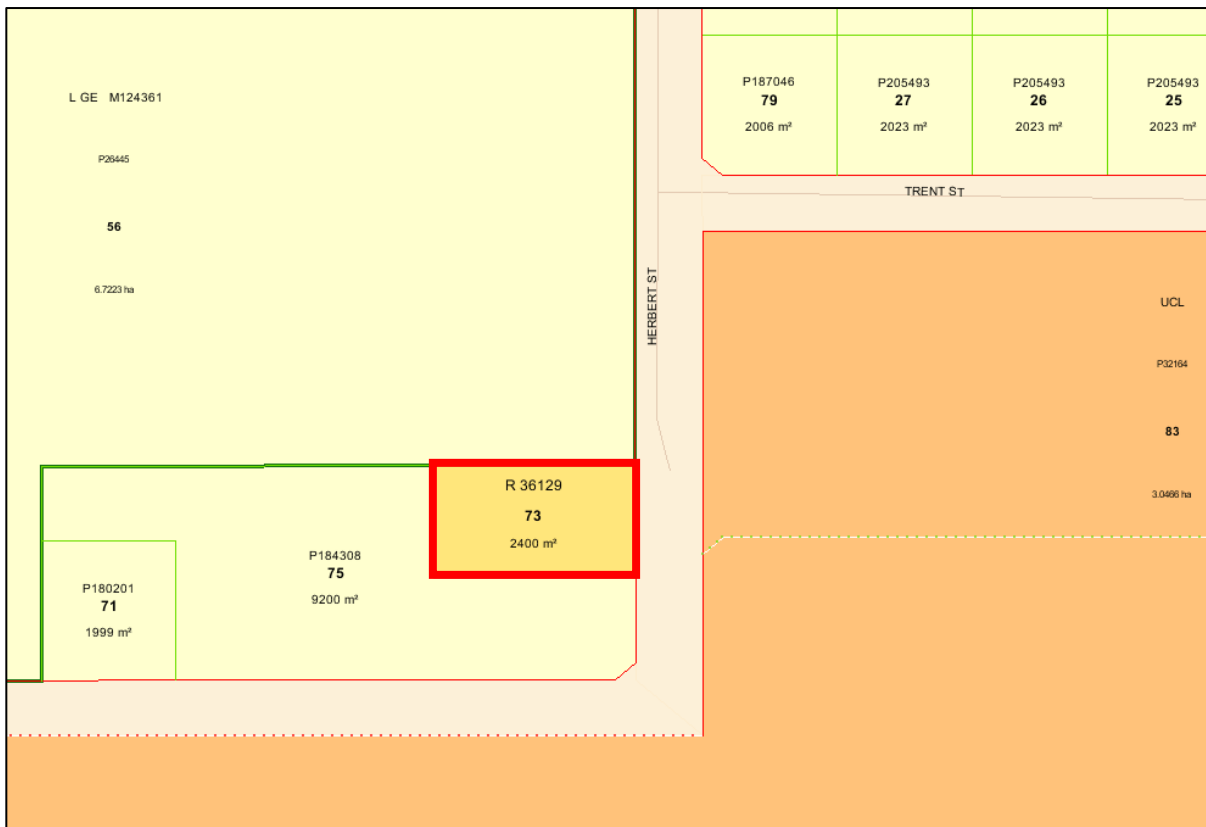 L GE M124361
P26445
56
6.7223 ha
P187046
79
2006 m²
P205493
27
2023 m²
P205493
26
2023 m²
P205493
25
2023 m²
TRENT ST
HERBERT ST
UCL
P32164
83
3.0466 ha
R 36129
73
2400 m²
P184308
75
9200 m²
P180201
71
1999 m²